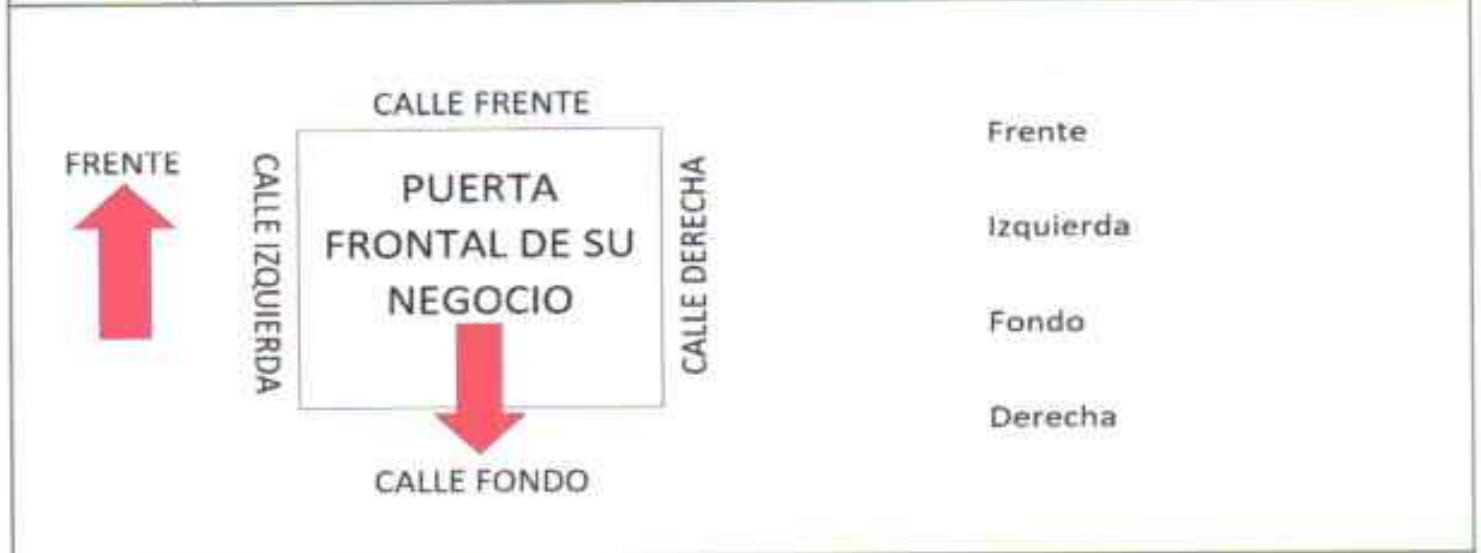 CALLE FRENTE
FRENTE
CALLE IZQUIERDA
PUERTA
FRONTAL DE SU
NEGOCIO
CALLE DERECHA
CALLE FONDO
Frente
Izquierda
Fondo
Derecha